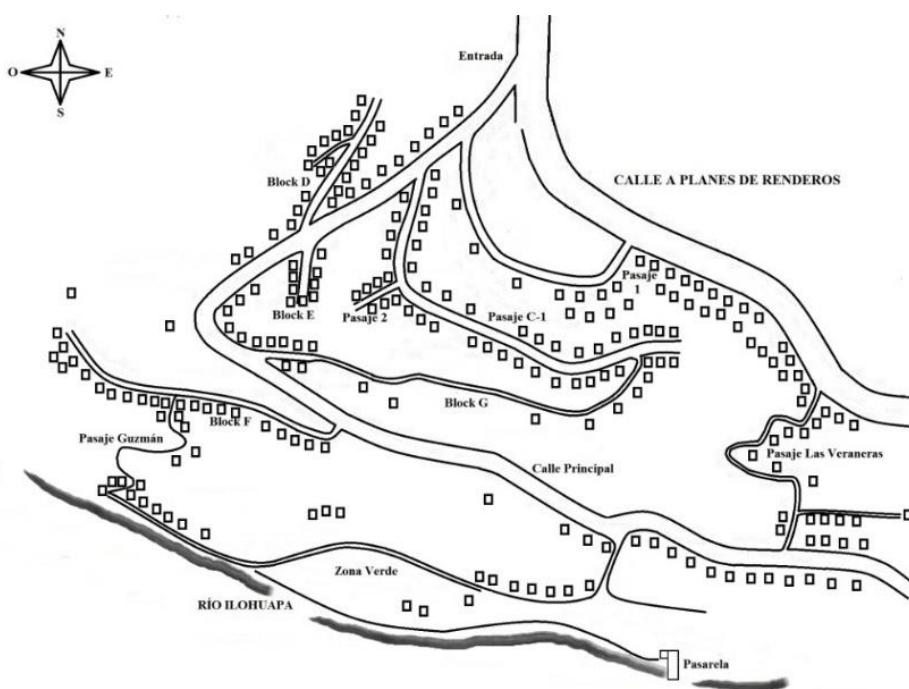 N
O
E
S
Entrada
CALLE A PLANES DE RENDEROS
Block D
Pasaje
1
Block E
Pasaje 2
Pasaje C-1
Block G
Block F
Pasaje Guzmán
Calle Principal
Pasaje Las Veraneras
Zona Verde
RÍO ILOHUAPA
Pasarela